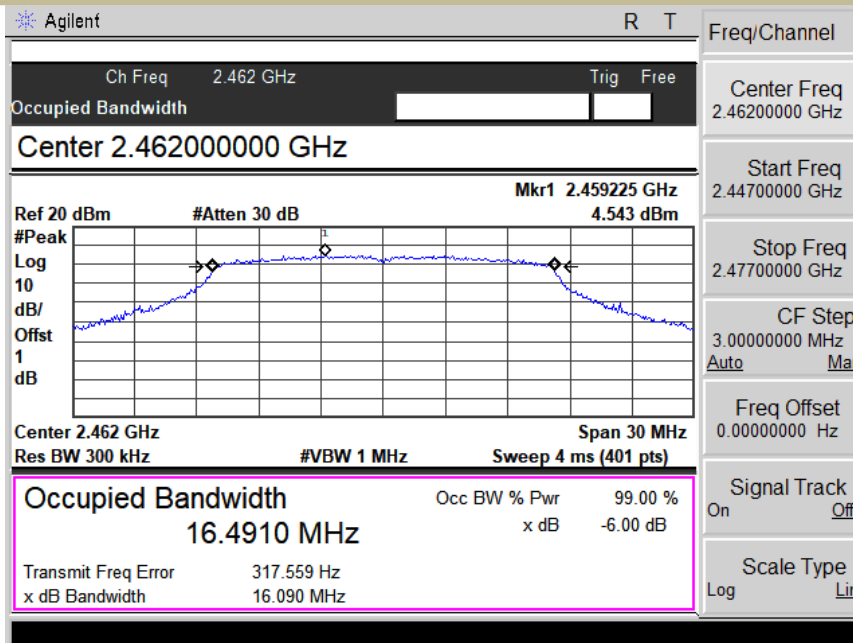 Agilent R T
Freq/Channel
Ch Freq 2.462 GHz Trig Free
Occupied Bandwidth
Center 2.462000000 GHz
Mkr1 2.459225 GHz
Ref 20 dBm #Atten 30 dB 4.543 dBm
#Peak
Log
10
dB/
Offst
1
dB
1
Center 2.462 GHz Span 30 MHz
Res BW 300 kHz #VBW 1 MHz Sweep 4 ms (401 pts)
Occupied Bandwidth Occ BW % Pwr 99.00 %
16.4910 MHz x dB -6.00 dB
Transmit Freq Error 317.559 Hz
x dB Bandwidth 16.090 MHz
Center Freq
2.46200000 GHz
Start Freq
2.44700000 GHz
Stop Freq
2.47700000 GHz
CF Step
3.00000000 MHz
Auto Ma
Freq Offset
0.00000000 Hz
Signal Track
On Off
Scale Type
Log Lin